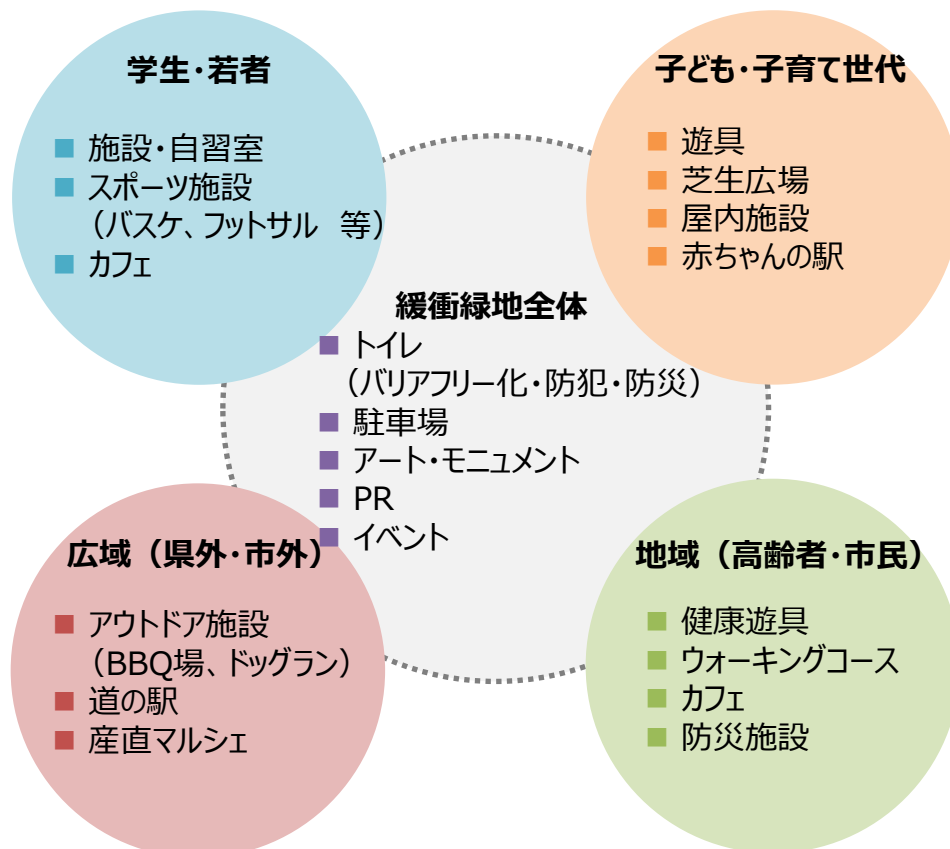 学生・若者
■ 施設・自習室
■ スポーツ施設
（バスケ、フットサル　等）
■ カフェ
子ども・子育て世代
■ 遊具
■ 芝生広場
■ 屋内施設
■ 赤ちゃんの駅
緩衝緑地全体
■ トイレ
（バリアフリー化・防犯・防災）
■ 駐車場
■ アート・モニュメント
■ PR
■ イベント
広域（県外・市外）
■ アウトドア施設
（BBQ場、ドッグラン）
■ 道の駅
■ 産直マルシェ
地域（高齢者・市民）
■ 健康遊具
■ ウォーキングコース
■ カフェ
■ 防災施設